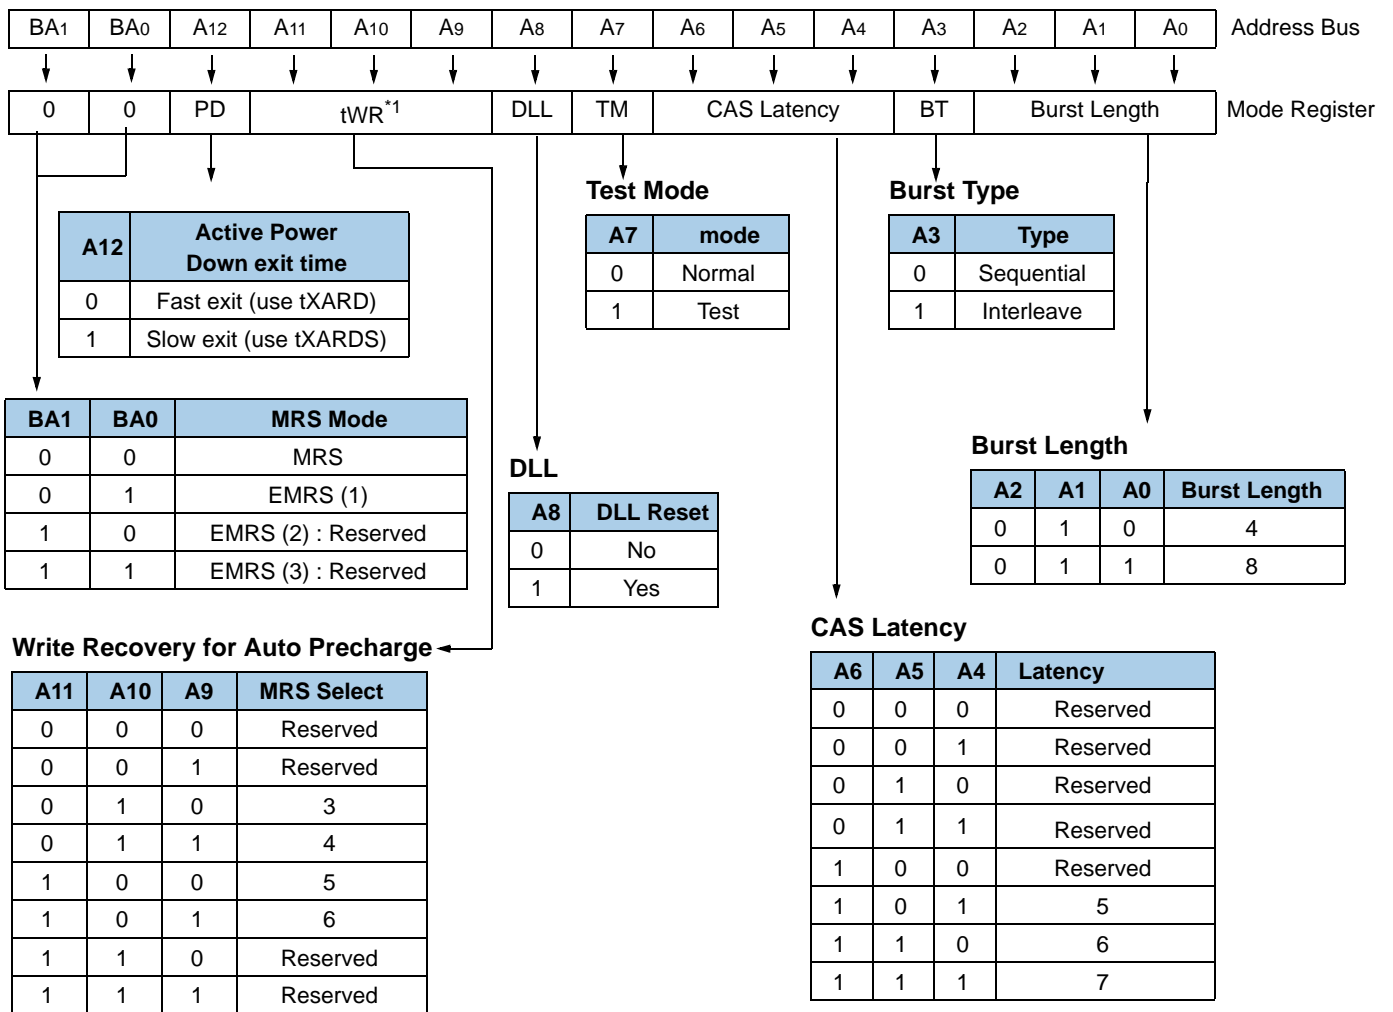 BA1 BA0 A12 A11 A10 A9 A8 A7 A6 A5 A4 A3 A2 A1 A0 Address Bus
0 0 PD tWR*1 DLL TM CAS Latency BT Burst Length Mode Register
A12 Active Power Down exit time
0 Fast exit (use tXARD)
1 Slow exit (use tXARDS)
Test Mode
A7 mode
0 Normal
1 Test
Burst Type
A3 Type
0 Sequential
1 Interleave
BA1 BA0 MRS Mode
0 0 MRS
0 1 EMRS (1)
1 0 EMRS (2) : Reserved
1 1 EMRS (3) : Reserved
DLL
A8 DLL Reset
0 No
1 Yes
Burst Length
A2 A1 A0 Burst Length
0 1 0 4
0 1 1 8
Write Recovery for Auto Precharge
A11 A10 A9 MRS Select
0 0 0 Reserved
0 0 1 Reserved
0 1 0 3
0 1 1 4
1 0 0 5
1 0 1 6
1 1 0 Reserved
1 1 1 Reserved
CAS Latency
A6 A5 A4 Latency
0 0 0 Reserved
0 0 1 Reserved
0 1 0 Reserved
0 1 1 Reserved
1 0 0 Reserved
1 0 1 5
1 1 0 6
1 1 1 7